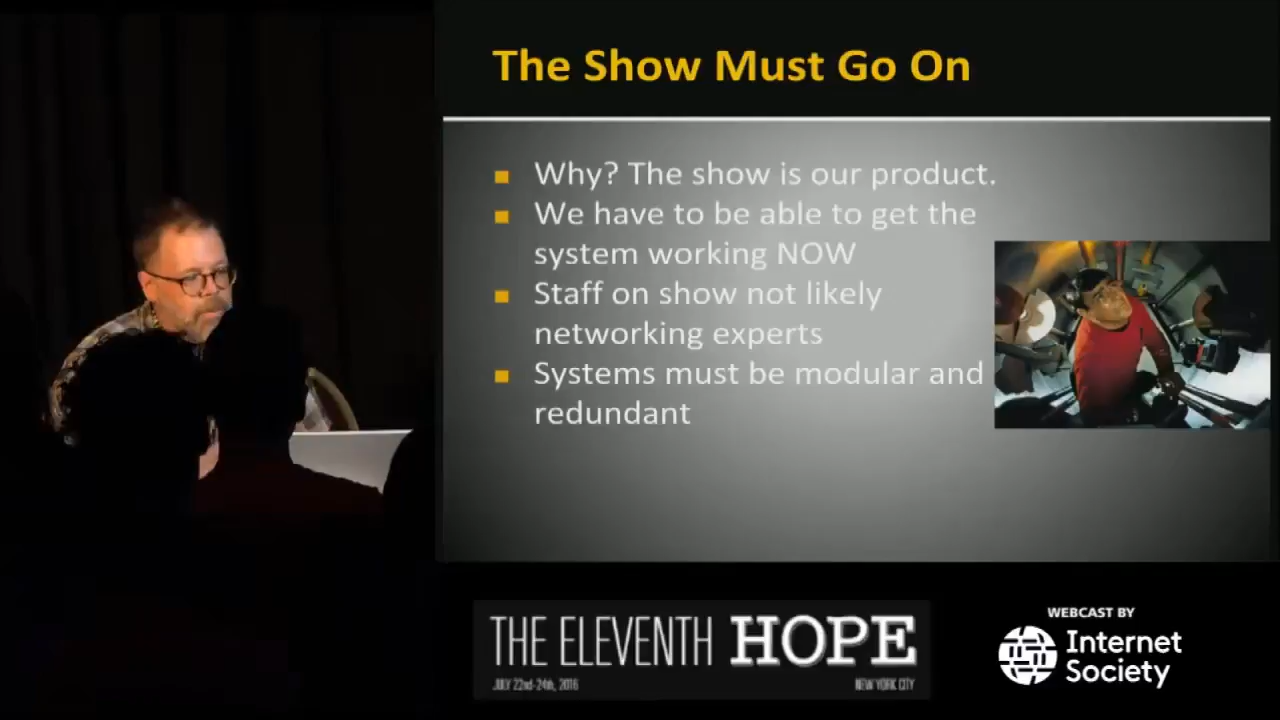 The Show Must Go On
Why? The show is our product.
We have to be able to get the
system working NOW
Staff on show not likely
networking experts
Systems must be modular and
redundant
THE ELEVENTH HOPE
JULY 22nd-24th, 2016
NEW YORK CITY
WEBCAST BY
Internet
Society